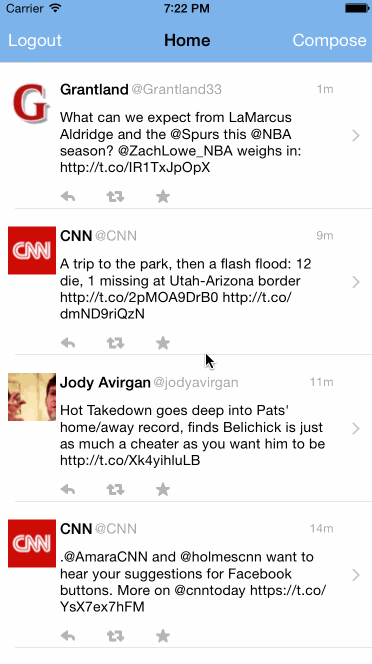 Carrier 7:22 PM
Logout Home Compose
G
Grantland @Grantland33 1m
What can we expect from LaMarcus
Aldridge and the @Spurs this @NBA
season? @ZachLowe_NBA weighs in:
http://t.co/IR1TxJpOpX
CNN
CNN @CNN 9m
A trip to the park, then a flash flood: 12
die, 1 missing at Utah-Arizona border
http://t.co/2pMOA9DrB0 http://t.co/
dmND9riQzN
Jody Avirgan @jodyavirgan 11m
Hot Takedown goes deep into Pats'
home/away record, finds Belichick is just
as much a cheater as you want him to be
http://t.co/Xk4yihluLB
CNN
CNN @CNN 14m
.@AmaraCNN and @holmescnn want to
hear your suggestions for Facebook
buttons. More on @cnntoday https://t.co/
YsX7ex7hFM